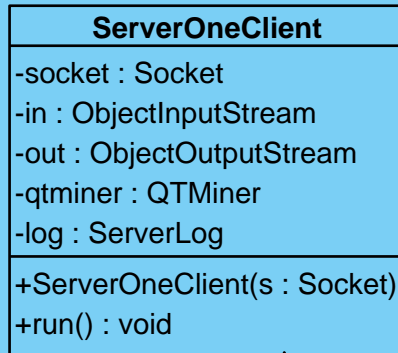 ServerOneClient
-socket : Socket
-in : ObjectInputStream
-out : ObjectOutputStream
-qtminer : QTMiner
-log : ServerLog
+ServerOneClient(s : Socket)
+run() : void